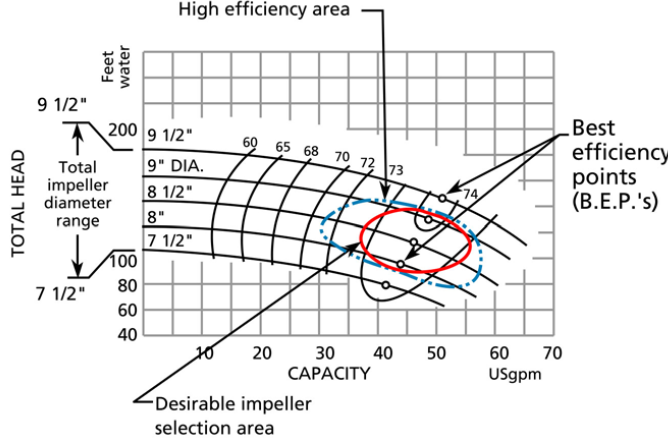 High efficiency area
Feet
water
9 1/2"
200
9 1/2"
60
65
68
70
72
73
74
Best
efficiency
points
(B.E.P.'s)
TOTAL HEAD
Total
impeller
diameter
range
9" DIA.
8 1/2"
8"
7 1/2"
100
7 1/2"
80
60
40
10
20
30
40
50
60
70
CAPACITY
USgpm
Desirable impeller
selection area